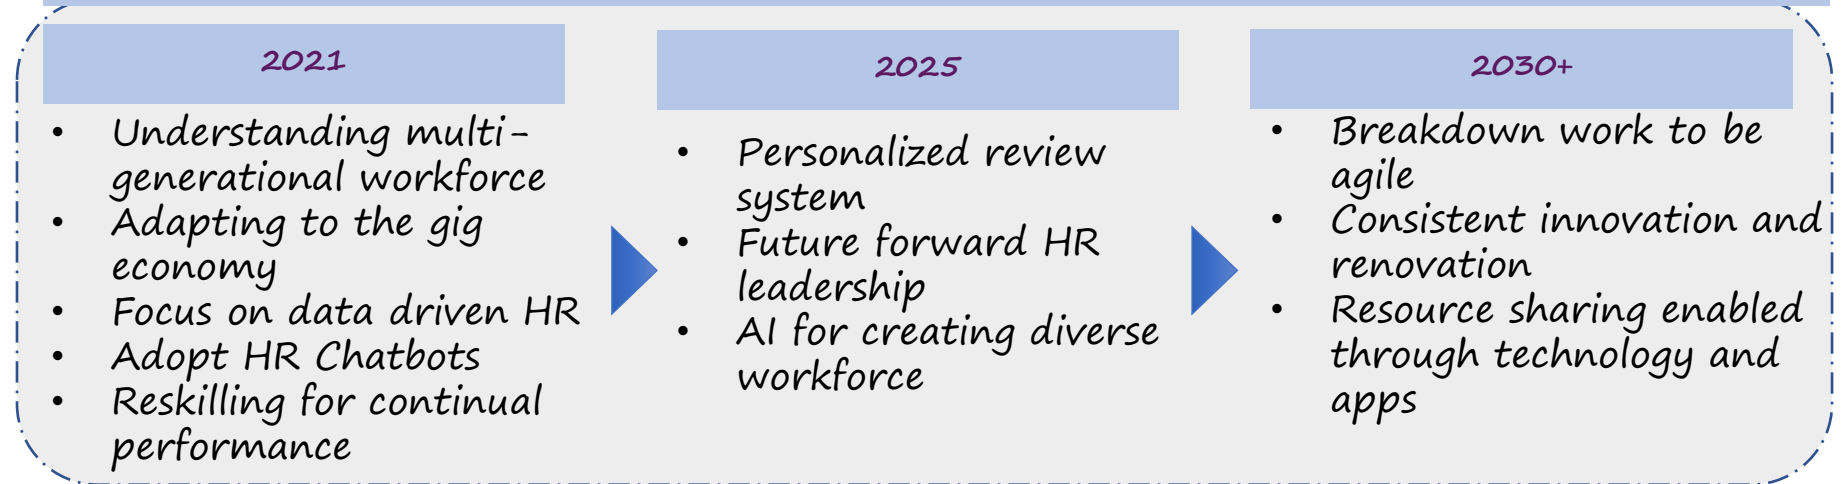 2021
• Understanding multi-
generational workforce
• Adapting to the gig
economy
• Focus on data driven HR
• Adopt HR Chatbots
• Reskilling for continual
performance
2025
• Personalized review
system
• Future forward HR
leadership
• AI for creating diverse
workforce
2030+
• Breakdown work to be
agile
• Consistent innovation and
renovation
• Resource sharing enabled
through technology and
apps